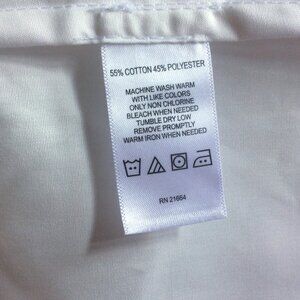 55% COTTON 45% POLYESTER
MACHINE WASH WARM
WITH LIKE COLORS
ONLY NON CHLORINE
BLEACH WHEN NEEDED
TUMBLE DRY LOW
REMOVE PROMPTLY
WARM IRON WHEN NEEDED
RN 21664